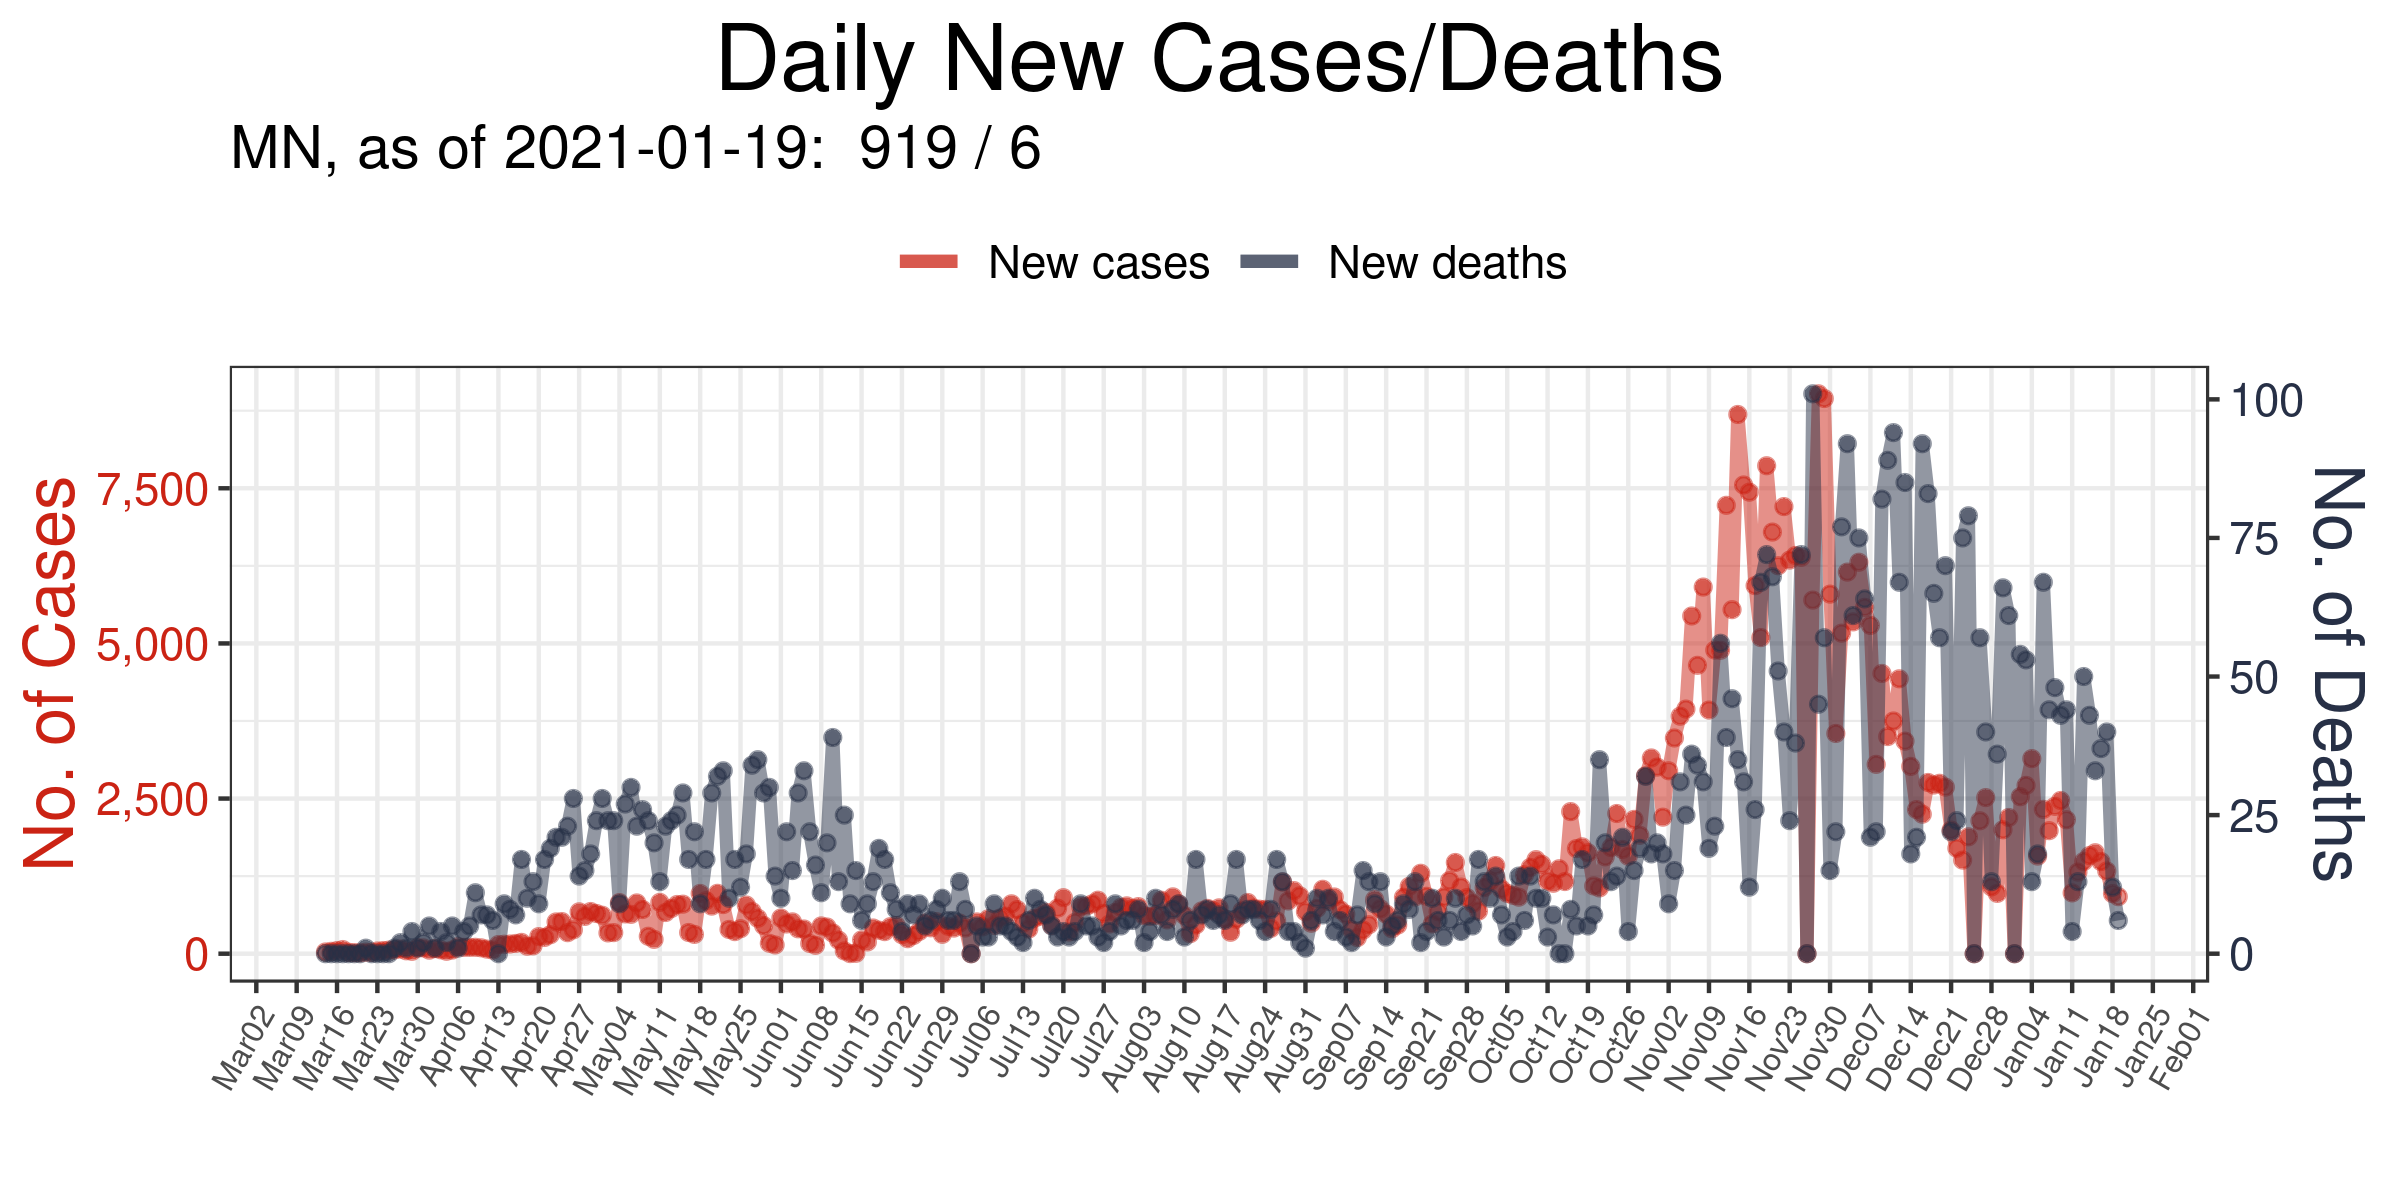 Daily New Cases/Deaths
MN, as of 2021-01-19:  919 / 6
New cases
New deaths
No. of Cases
7,500
5,000
2,500
0
100
75
50
25
0
No. of Deaths
Mar02
Mar09
Mar16
Mar23
Mar30
Apr06
Apr13
Apr20
Apr27
May04
May11
May18
May25
Jun01
Jun08
Jun15
Jun22
Jun29
Jul06
Jul13
Jul20
Jul27
Aug03
Aug10
Aug17
Aug24
Aug31
Sep07
Sep14
Sep21
Sep28
Oct05
Oct12
Oct19
Oct26
Nov02
Nov09
Nov16
Nov23
Nov30
Dec07
Dec14
Dec21
Dec28
Jan04
Jan11
Jan18
Jan25
Feb01